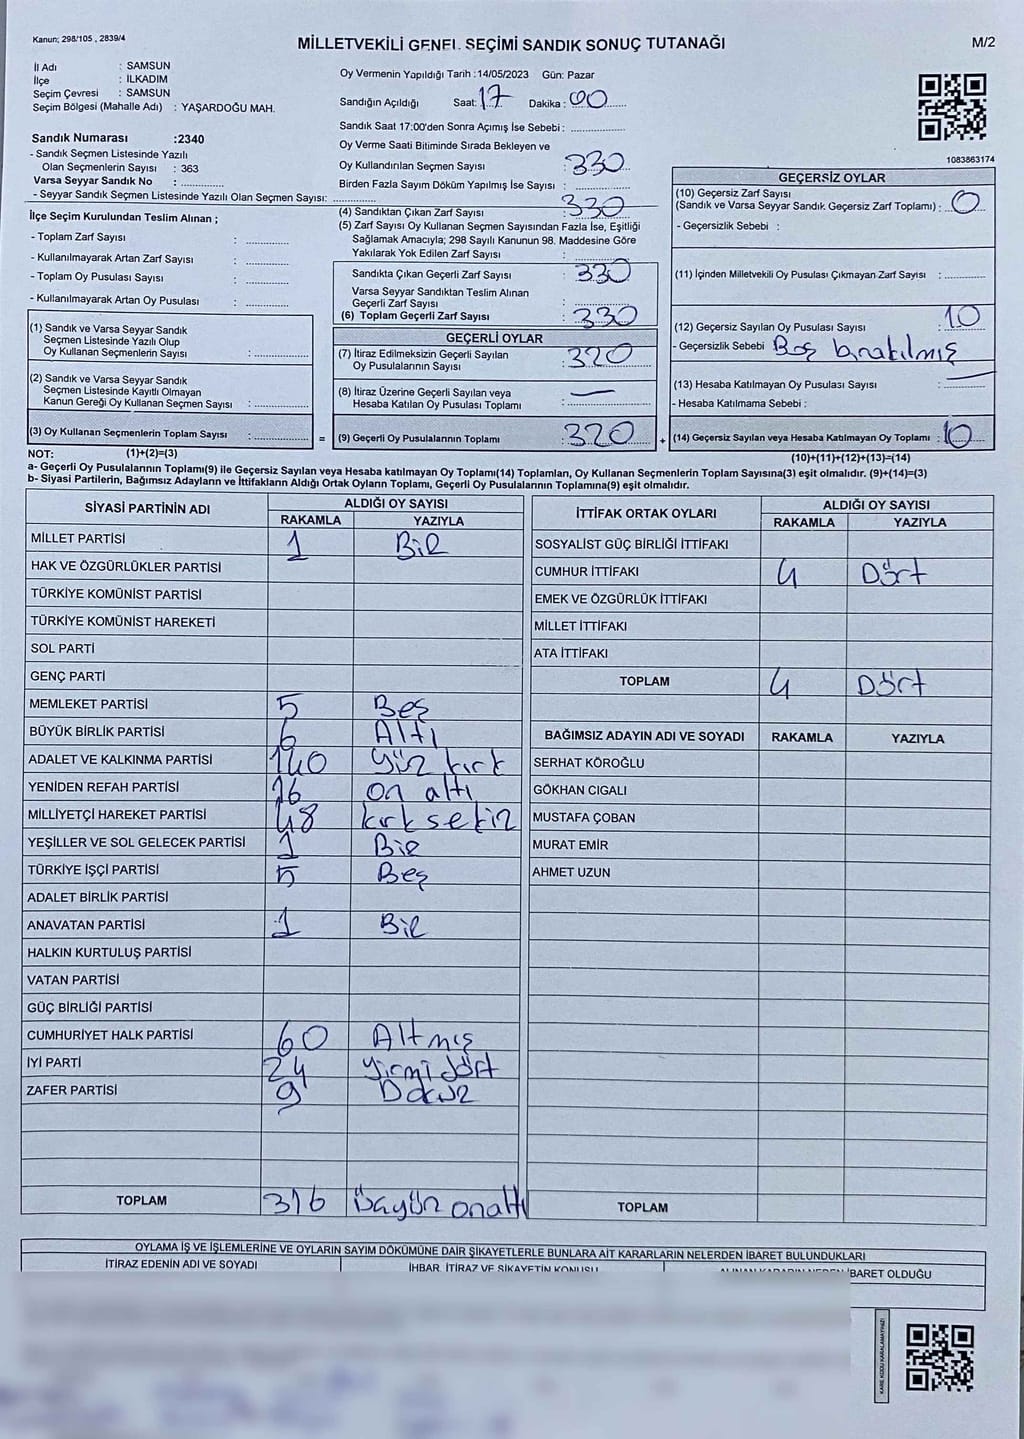 Kanun; 298/105 , 2839/4
MİLLETVEKİLİ GENEL SEÇİMİ SANDIK SONUÇ TUTANAĞI
M/2
İl Adı : SAMSUN
İlçe : İLKADIM
Seçim Çevresi : SAMSUN
Seçim Bölgesi (Mahalle Adı) : YAŞARDOĞU MAH.
Sandık Numarası :2340
- Sandık Seçmen Listesinde Yazılı
Olan Seçmenlerin Sayısı : 363
Varsa Seyyar Sandık No : ..............
- Seyyar Sandık Seçmen Listesinde Yazılı Olan Seçmen Sayısı: ..............
Oy Vermenin Yapıldığı Tarih :14/05/2023 Gün: Pazar
Sandığın Açıldığı Saat: 17 Dakika : 00
Sandık Saat 17:00'den Sonra Açımış İse Sebebi : ..............
Oy Verme Saati Bitiminde Sırada Bekleyen ve
Oy Kullandırılan Seçmen Sayısı : 330
Birden Fazla Sayım Döküm Yapılmış İse Sayısı : ..............
1083863174
İlçe Seçim Kurulundan Teslim Alınan ;
- Toplam Zarf Sayısı : ..............
- Kullanılmayarak Artan Zarf Sayısı : ..............
- Toplam Oy Pusulası Sayısı : ..............
- Kullanılmayarak Artan Oy Pusulası : ..............
(1) Sandık ve Varsa Seyyar Sandık
Seçmen Listesinde Yazılı Olup
Oy Kullanan Seçmenlerin Sayısı : ..............
(2) Sandık ve Varsa Seyyar Sandık
Seçmen Listesinde Kayıtlı Olmayan
Kanun Gereği Oy Kullanan Seçmen Sayısı : ..............
(3) Oy Kullanan Seçmenlerin Toplam Sayısı : .............. =
(4) Sandıktan Çıkan Zarf Sayısı : 330
(5) Zarf Sayısı Oy Kullanan Seçmen Sayısından Fazla İse, Eşitliği
Sağlamak Amacıyla; 298 Sayılı Kanunun 98. Maddesine Göre
Yakılarak Yok Edilen Zarf Sayısı : ..............
Sandıkta Çıkan Geçerli Zarf Sayısı : 330
Varsa Seyyar Sandıktan Teslim Alınan
Geçerli Zarf Sayısı : ..............
(6) Toplam Geçerli Zarf Sayısı : 330
GEÇERLİ OYLAR
(7) İtiraz Edilmeksizin Geçerli Sayılan
Oy Pusulalarının Sayısı : 320
(8) İtiraz Üzerine Geçerli Sayılan veya
Hesaba Katılan Oy Pusulası Toplamı : —
(9) Geçerli Oy Pusulalarının Toplamı : 320 +
GEÇERSİZ OYLAR
(10) Geçersiz Zarf Sayısı
(Sandık ve Varsa Seyyar Sandık Geçersiz Zarf Toplamı) : 0
- Geçersizlik Sebebi :
(11) İçinden Milletvekili Oy Pusulası Çıkmayan Zarf Sayısı : ..............
(12) Geçersiz Sayılan Oy Pusulası Sayısı : 10
- Geçersizlik Sebebi Boş bırakılmış
(13) Hesaba Katılmayan Oy Pusulası Sayısı : —
- Hesaba Katılmama Sebebi :
(14) Geçersiz Sayılan veya Hesaba Katılmayan Oy Toplamı : 10
NOT: (1)+(2)=(3)
(10)+(11)+(12)+(13)=(14)
a- Geçerli Oy Pusulalarının Toplamı(9) ile Geçersiz Sayılan veya Hesaba katılmayan Oy Toplamı(14) Toplamları, Oy Kullanan Seçmenlerin Toplam Sayısına(3) eşit olmalıdır. (9)+(14)=(3)
b- Siyasi Partilerin, Bağımsız Adayların ve İttifakların Aldığı Ortak Oyların Toplamı, Geçerli Oy Pusulalarının Toplamına(9) eşit olmalıdır.
SİYASİ PARTİNİN ADI ALDIĞI OY SAYISI
RAKAMLA YAZIYLA
MİLLET PARTİSİ 1 Bir
HAK VE ÖZGÜRLÜKLER PARTİSİ
TÜRKİYE KOMÜNİST PARTİSİ
TÜRKİYE KOMÜNİST HAREKETİ
SOL PARTİ
GENÇ PARTİ
MEMLEKET PARTİSİ 5 Beş
BÜYÜK BİRLİK PARTİSİ 6 Altı
ADALET VE KALKINMA PARTİSİ 140 yüz kırk
YENİDEN REFAH PARTİSİ 16 on altı
MİLLİYETÇİ HAREKET PARTİSİ 48 kırk sekiz
YEŞİLLER VE SOL GELECEK PARTİSİ 1 Bir
TÜRKİYE İŞÇİ PARTİSİ 5 Beş
ADALET BİRLİK PARTİSİ
ANAVATAN PARTİSİ 1 Bir
HALKIN KURTULUŞ PARTİSİ
VATAN PARTİSİ
GÜÇ BİRLİĞİ PARTİSİ
CUMHURİYET HALK PARTİSİ 60 Altmış
İYİ PARTİ 24 Yirmi dört
ZAFER PARTİSİ 9 Dokuz
TOPLAM 316 Üçyüz onaltı
İTTİFAK ORTAK OYLARI ALDIĞI OY SAYISI
RAKAMLA YAZIYLA
SOSYALİST GÜÇ BİRLİĞİ İTTİFAKI
CUMHUR İTTİFAKI 4 Dört
EMEK VE ÖZGÜRLÜK İTTİFAKI
MİLLET İTTİFAKI
ATA İTTİFAKI
TOPLAM 4 Dört
BAĞIMSIZ ADAYIN ADI VE SOYADI RAKAMLA YAZIYLA
SERHAT KÖROĞLU
GÖKHAN CIGALI
MUSTAFA ÇOBAN
MURAT EMİR
AHMET UZUN
TOPLAM
OYLAMA İŞ VE İŞLEMLERİNE VE OYLARIN SAYIM DÖKÜMÜNE DAİR ŞİKAYETLERLE BUNLARA AİT KARARLARIN NELERDEN İBARET BULUNDUKLARI
İTİRAZ EDENİN ADI VE SOYADI
İHBAR, İTİRAZ VE ŞİKAYETİN KONUSU
ALINAN KARARIN NEDEN İBARET OLDUĞU
KARE KODU KARALAMAYINIZ!